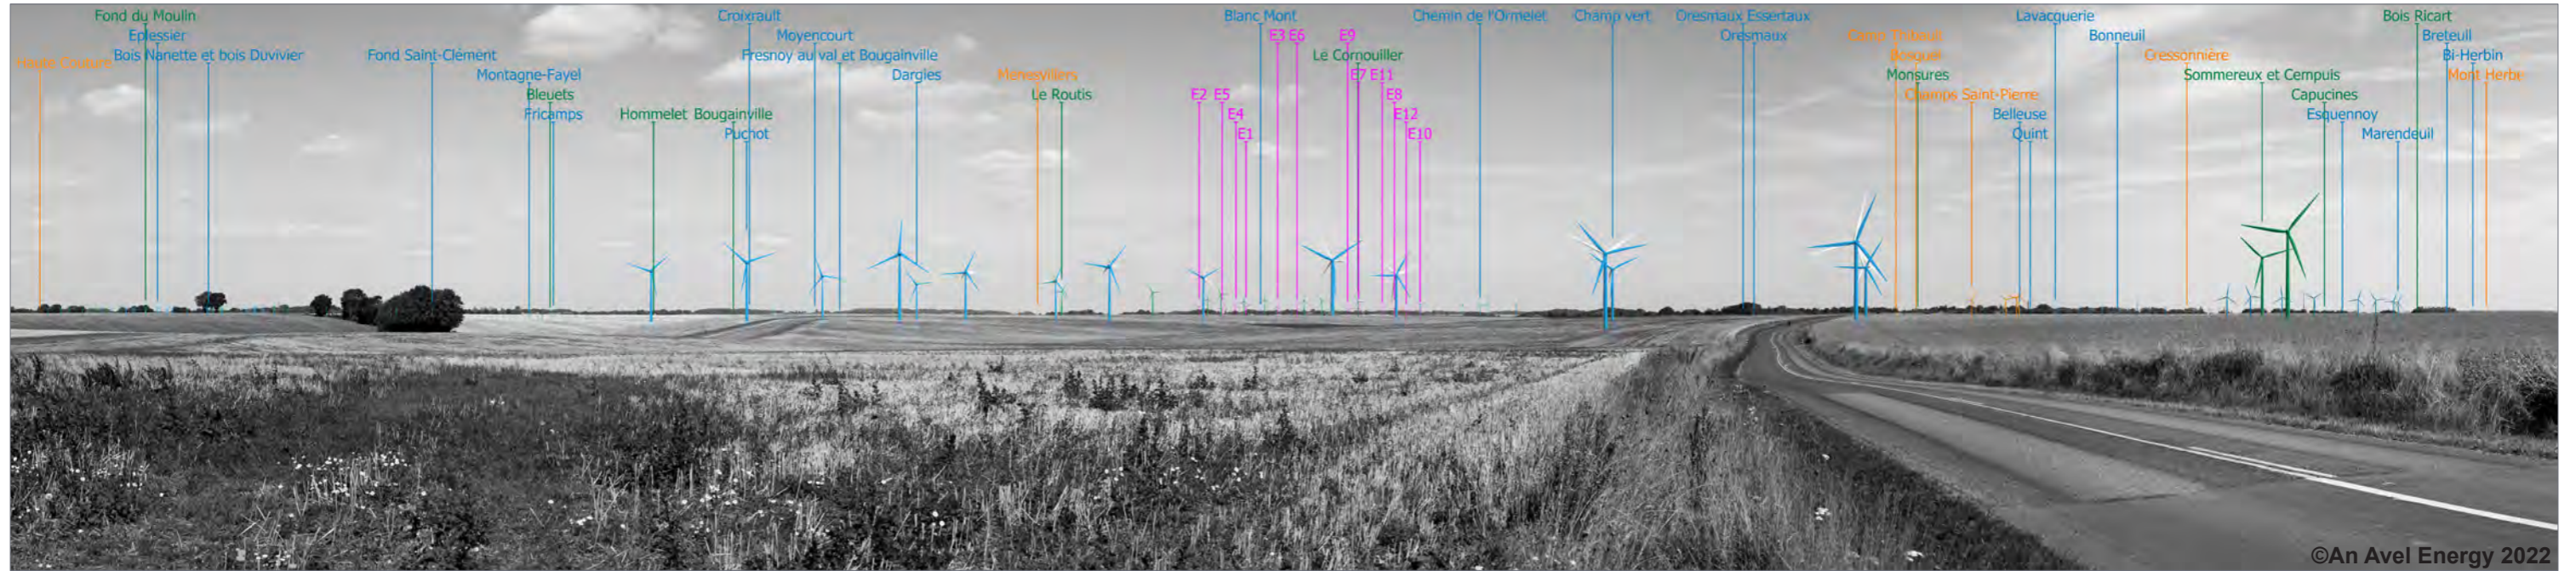 Fond du Moulin
Croixrault
Blanc Mont
Chemin de l'Ormelet
Champ vert
Oresmaux Essertaux
Lavacquerie
Bois Ricart
Eplessier
Moyencourt
E3 E6
E9
Oresmaux
Camp Thibault
Bonneuil
Breteuil
Bois Nanette et bois Duvivier
Fond Saint-Clément
Fresnoy au val et Bougainville
Le Cornouiller
Bosquel
Cressonnière
Bi-Herbin
Haute Couture
Montagne-Fayel
Dargies
E7 E11
Monsures
Sommereux et Cempuis
Mont Herbé
Bleuets
Le Routis
E2 E5
E8
Champs Saint-Pierre
Capucines
Fricamps
Hommelet
Bougainville
E4
E12
Belleuse
Esquennoy
Puchot
E1
E10
Quint
Marendeuil
©An Avel Energy 2022